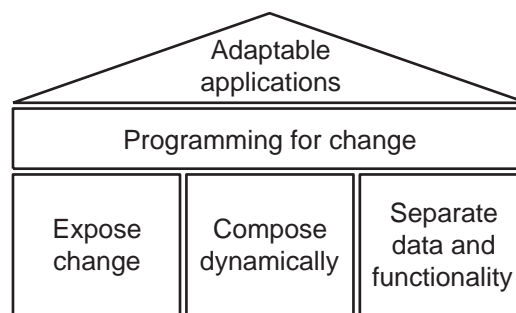 Adaptable
applications
Programming for change
Expose
change
Compose
dynamically
Separate
data and
functionality